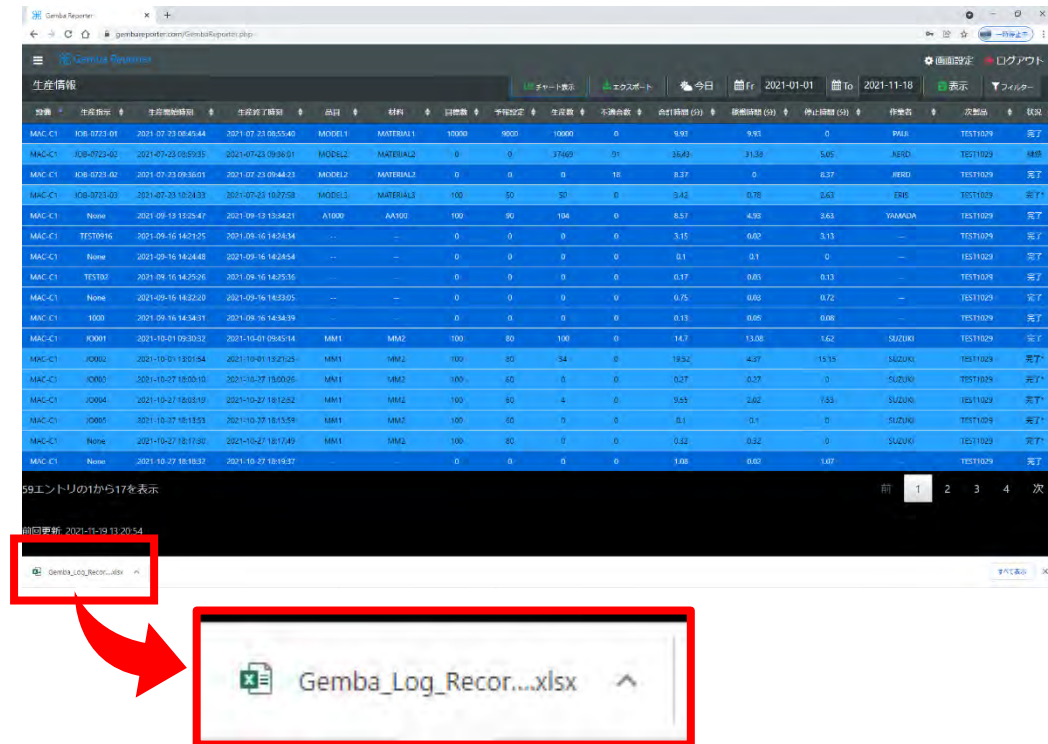 Gemba Reporter
gembareporter.com/GembaReporter.php
一時停止中
Gemba Reporter 画面設定 ログアウト
生産情報 チャート表示 エクスポート 今日 Fr 2021-01-01 To 2021-11-18 表示 フィルター
設備 生産指示 生産開始時刻 生産終了時刻 品目 材料 目標数 予報設定 生産数 不適合数 合計時間 (分) 稼働時間 (分) 停止時間 (分) 作業者 次製品 状況
MAC-C1 JOB-0723-01 2021-07-23 08:45:44 2021-07-23 08:55:40 MODEL1 MATERIAL1 10000 9000 10000 0 9.93 9.93 0 PAUL TEST1029 完了
MAC-C1 2021-07-23 08:59:35 2021-07-23 09:36:01 MODEL2 MATERIAL2 0 0 37469 91 36.43 31.38 5.05 JIERD TEST1029 継続
MAC-C1 JOB-0723-02 2021-07-23 09:36:01 2021-07-23 09:44:23 MODEL2 MATERIAL2 0 0 0 18 8.37 0 8.37 JIERD TEST1029 完了
MAC-C1 JOB-0723-03 2021-07-23 10:24:33 2021-07-23 10:27:58 MODEL3 MATERIAL3 100 50 50 0 3.42 0.78 2.63 ERIS TEST1029 完了*
MAC-C1 None 2021-09-13 13:25:47 2021-09-13 13:34:21 A1000 AA100 100 90 104 0 8.57 4.93 3.63 YAMADA TEST1029 完了
MAC-C1 TEST0916 2021-09-16 14:21:25 2021-09-16 14:24:34 -- -- 0 0 0 0 3.15 0.02 3.13 -- TEST1029 完了
MAC-C1 None 2021-09-16 14:24:48 2021-09-16 14:24:54 -- -- 0 0 0 0 0.1 0.1 0 -- TEST1029 完了
MAC-C1 TEST02 2021-09-16 14:25:26 2021-09-16 14:25:36 -- -- 0 0 0 0 0.17 0.03 0.13 -- TEST1029 完了
MAC-C1 None 2021-09-16 14:32:20 2021-09-16 14:33:05 -- -- 0 0 0 0 0.75 0.03 0.72 -- TEST1029 完了
MAC-C1 1000 2021-09-16 14:34:31 2021-09-16 14:34:39 -- -- 0 0 0 0 0.13 0.05 0.08 -- TEST1029 完了
MAC-C1 JO001 2021-10-01 09:30:32 2021-10-01 09:45:14 MM1 MM2 100 80 100 0 14.7 13.08 1.62 SUZUKI TEST1029 完了
MAC-C1 JO002 2021-10-01 13:01:54 2021-10-01 13:21:25 MM1 MM2 100 80 54 0 19.52 4.37 15.15 SUZUKI TEST1029 完了*
MAC-C1 JO003 2021-10-27 18:00:10 2021-10-27 18:00:26 MM1 MM2 100 60 0 0 0.27 0.27 0 SUZUKI TEST1029 完了*
MAC-C1 JO004 2021-10-27 18:03:19 2021-10-27 18:12:52 MM1 MM2 100 60 4 0 9.55 2.02 7.53 SUZUKI TEST1029 完了*
MAC-C1 JO005 2021-10-27 18:13:53 2021-10-27 18:13:59 MM1 MM2 100 60 0 0 0.1 0.1 0 SUZUKI TEST1029 完了*
MAC-C1 None 2021-10-27 18:17:30 2021-10-27 18:17:49 MM1 MM2 100 80 0 0 0.32 0.32 0 SUZUKI TEST1029 完了*
MAC-C1 None 2021-10-27 18:18:32 2021-10-27 18:19:37 0 0 0 0 1.08 0.02 1.07 TEST1029 完了
59エントリの1から17を表示 前 1 2 3 4 次
前回更新: 2021-11-19 13:20:54
Gemba_Log_Recor....xlsx すべて表示
Gemba_Log_Recor....xlsx